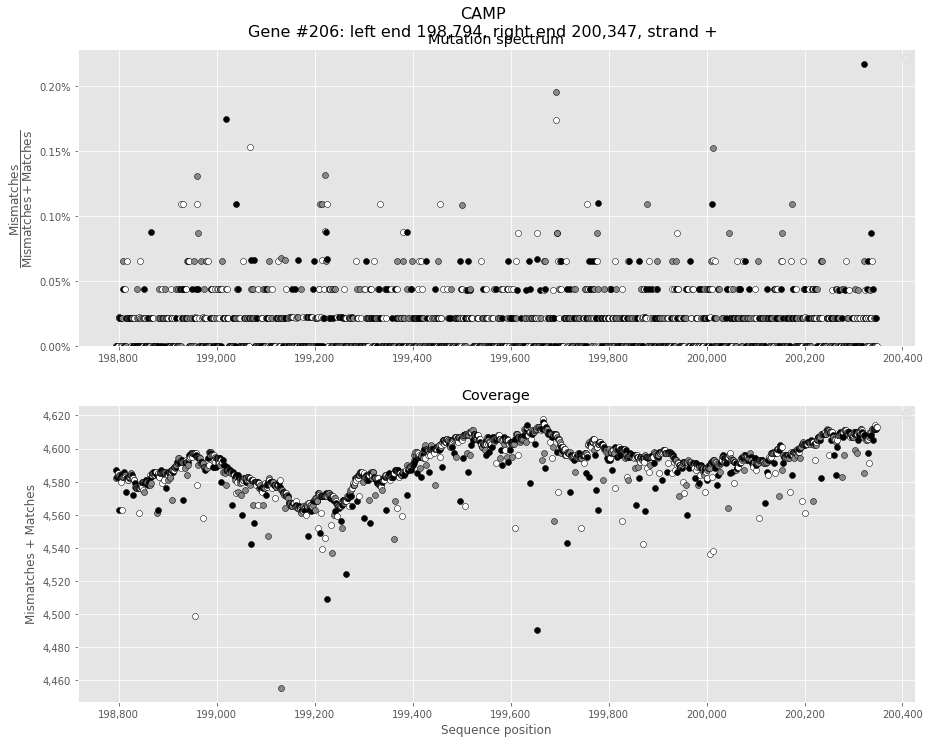 CAMP
Gene #206: left end 198,794, right end 200,347, strand +
Mutation spectrum
0.20%
0.15%
0.10%
0.05%
0.00%
Mismatches
Mismatches + Matches
198,800 199,000 199,200 199,400 199,600 199,800 200,000 200,200 200,400
Coverage
4,620
4,600
4,580
4,560
4,540
4,520
4,500
4,480
4,460
Mismatches + Matches
198,800 199,000 199,200 199,400 199,600 199,800 200,000 200,200 200,400
Sequence position